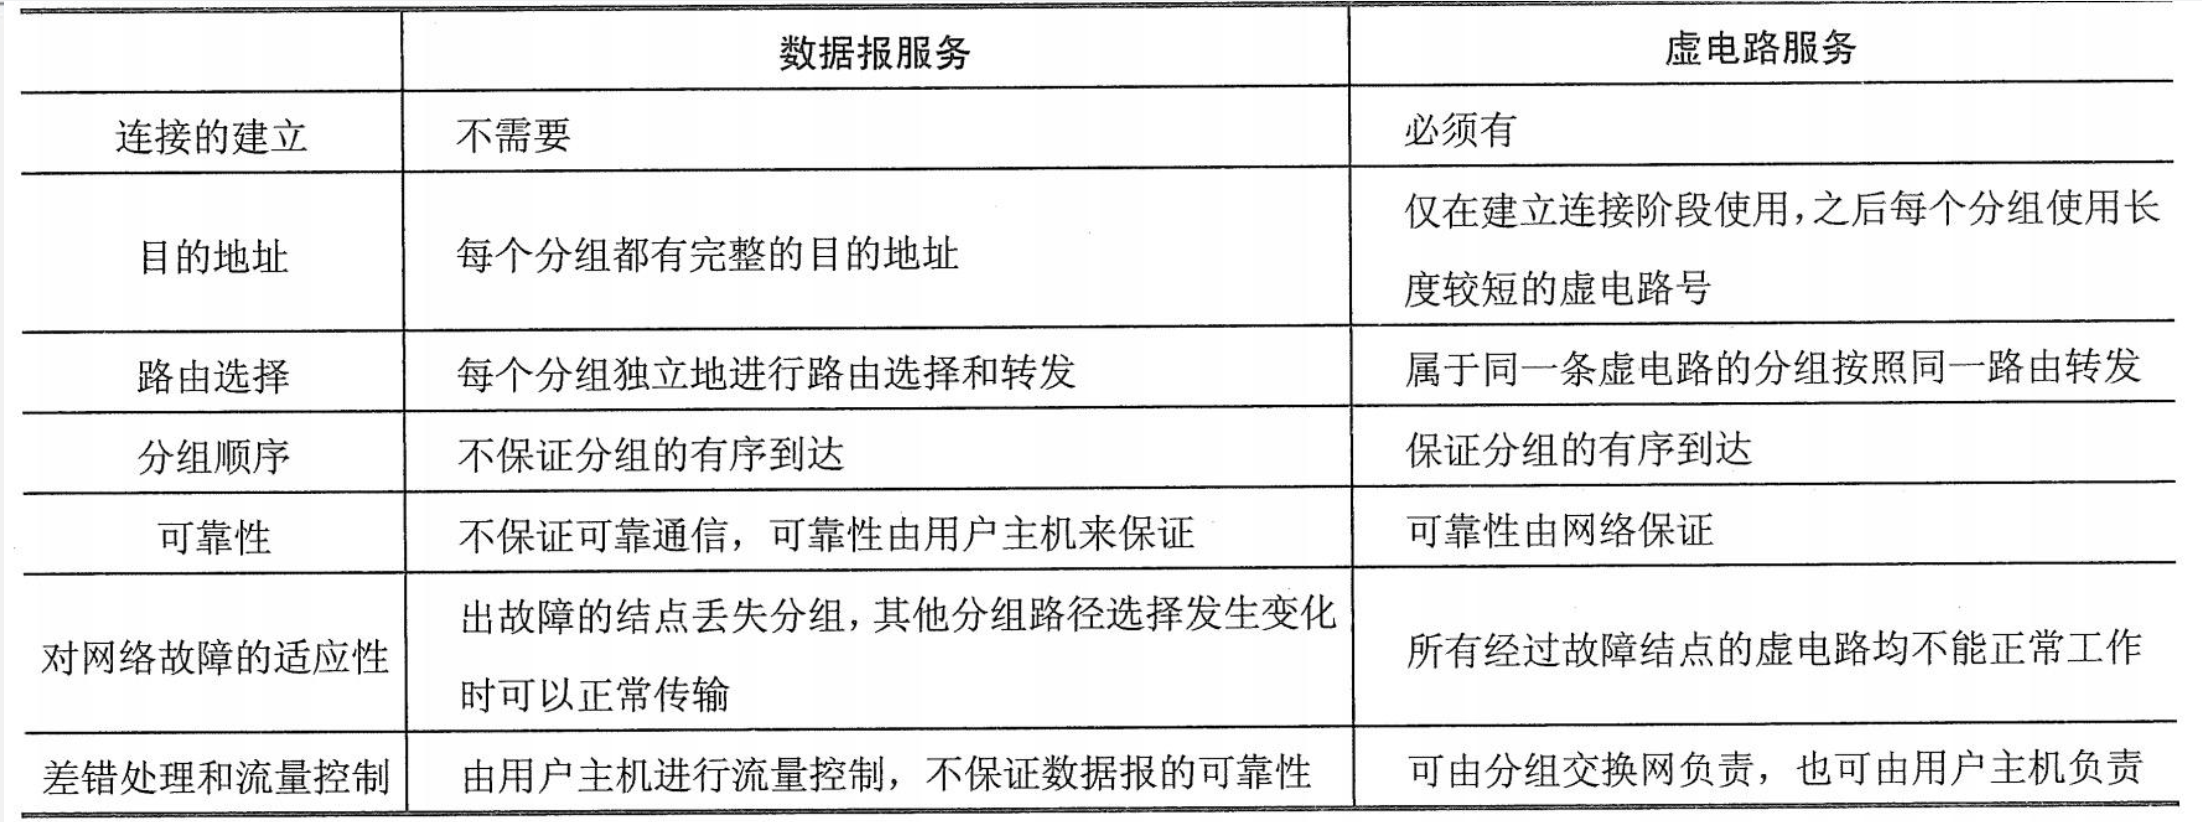 数据报服务
虚电路服务
连接的建立
不需要
必须有
目的地址
每个分组都有完整的目的地址
仅在建立连接阶段使用，之后每个分组使用长
度较短的虚电路号
路由选择
每个分组独立地进行路由选择和转发
属于同一条虚电路的分组按照同一路由转发
分组顺序
不保证分组的有序到达
保证分组的有序到达
可靠性
不保证可靠通信，可靠性由用户主机来保证
可靠性由网络保证
对网络故障的适应性
出故障的结点丢失分组，其他分组路径选择发生变化
时可以正常传输
所有经过故障结点的虚电路均不能正常工作
差错处理和流量控制
由用户主机进行流量控制，不保证数据报的可靠性
可由分组交换网负责，也可由用户主机负责